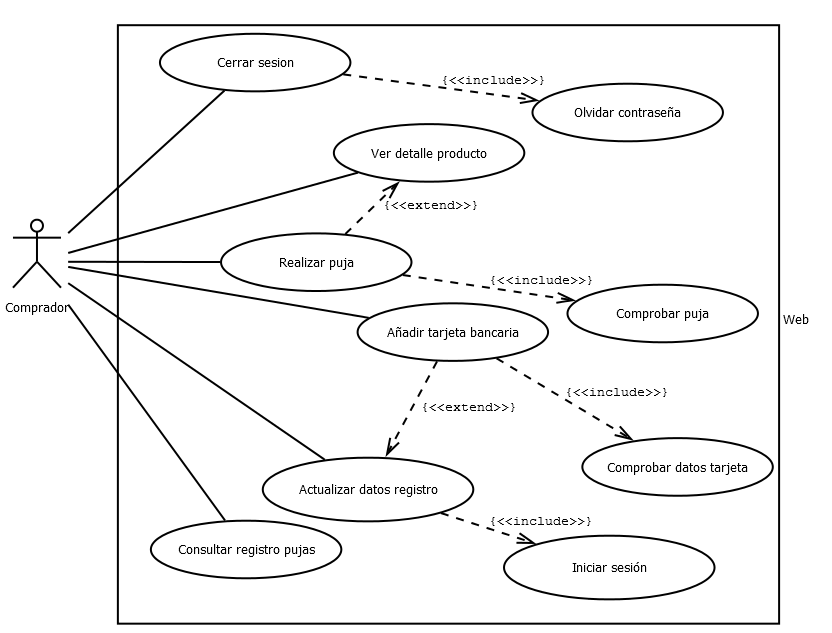 Cerrar sesion
{<<include>>}
Olvidar contraseña
Ver detalle producto
{<<extend>>}
Realizar puja
{<<include>>}
Comprador
Comprobar puja
Web
Añadir tarjeta bancaria
{<<include>>}
{<<extend>>}
Comprobar datos tarjeta
Actualizar datos registro
{<<include>>}
Consultar registro pujas
Iniciar sesión